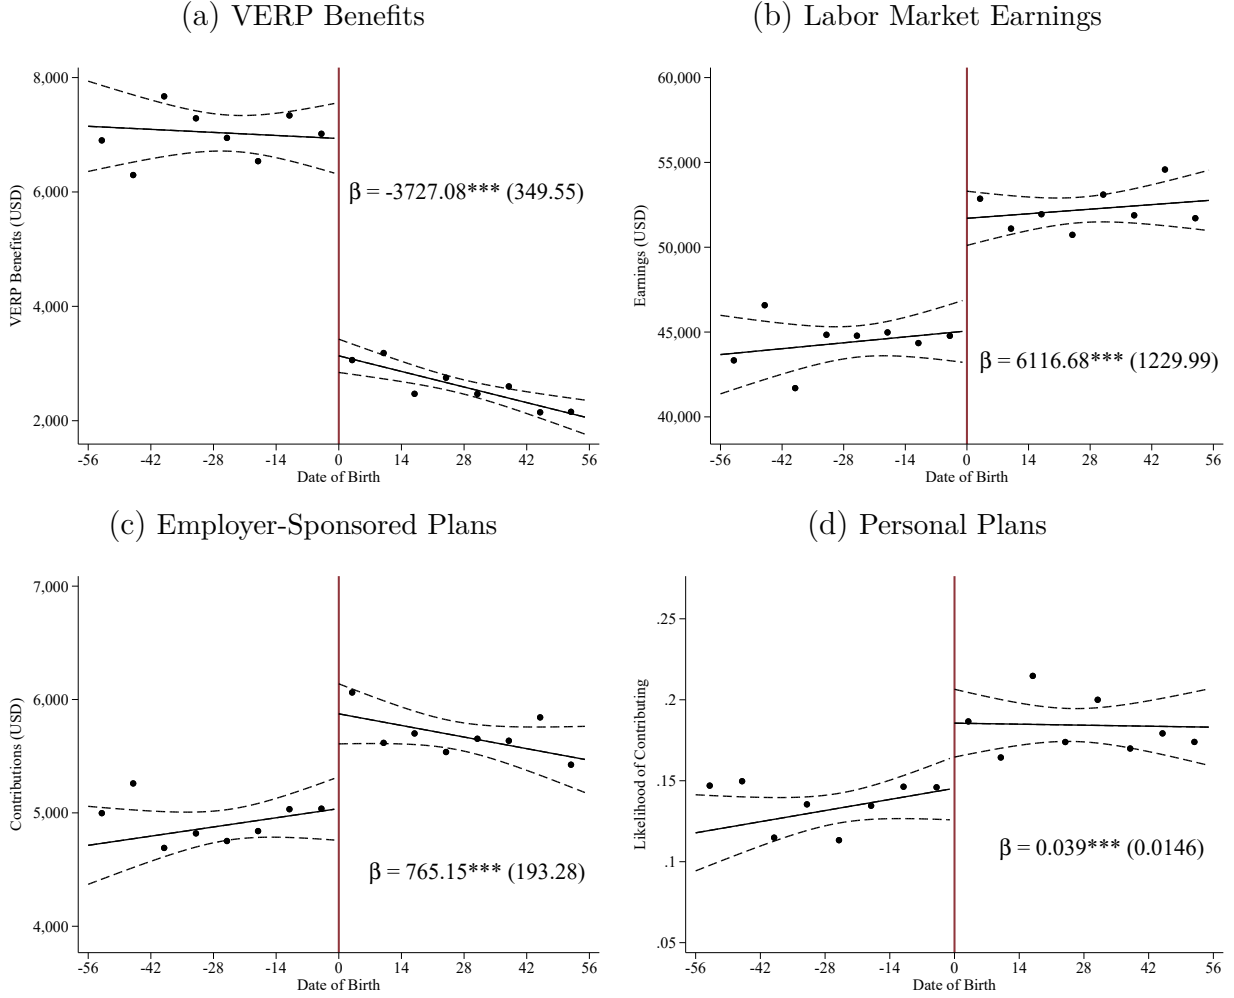 (a) VERP Benefits
8,000
6,000
4,000
2,000
VERP Benefits (USD)
β = -3727.08*** (349.55)
-56 -42 -28 -14 0 14 28 42 56
Date of Birth
(b) Labor Market Earnings
60,000
55,000
50,000
45,000
40,000
Earnings (USD)
β = 6116.68*** (1229.99)
-56 -42 -28 -14 0 14 28 42 56
Date of Birth
(c) Employer-Sponsored Plans
7,000
6,000
5,000
4,000
Contributions (USD)
β = 765.15*** (193.28)
-56 -42 -28 -14 0 14 28 42 56
Date of Birth
(d) Personal Plans
.25
.2
.15
.1
.05
Likelihood of Contributing
β = 0.039*** (0.0146)
-56 -42 -28 -14 0 14 28 42 56
Date of Birth